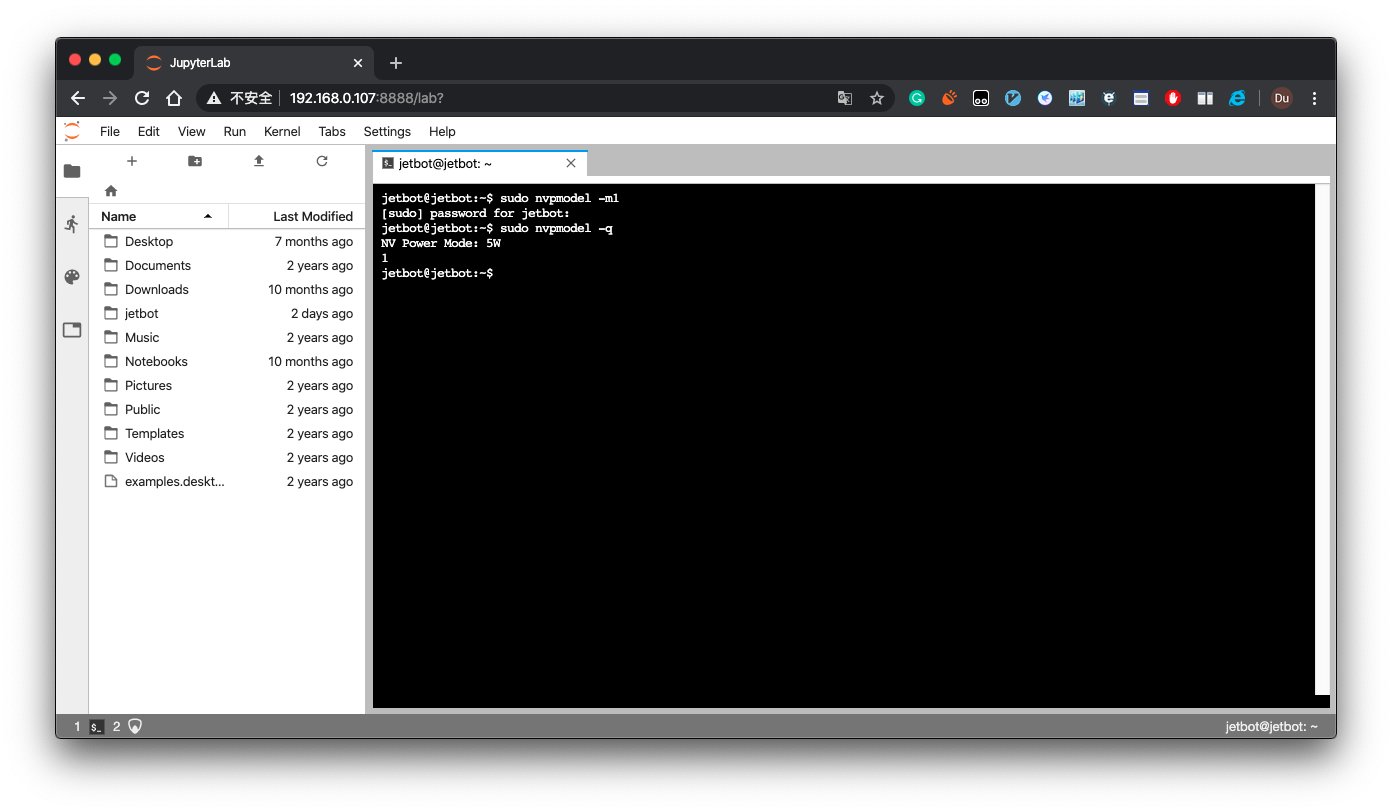 JupyterLab
不安全 192.168.0.107:8888/lab?
Du
File Edit View Run Kernel Tabs Settings Help
jetbot@jetbot: ~
Name Last Modified
Desktop 7 months ago
Documents 2 years ago
Downloads 10 months ago
jetbot 2 days ago
Music 2 years ago
Notebooks 10 months ago
Pictures 2 years ago
Public 2 years ago
Templates 2 years ago
Videos 2 years ago
examples.deskt... 2 years ago
jetbot@jetbot:~$ sudo nvpmodel -m1
[sudo] password for jetbot:
jetbot@jetbot:~$ sudo nvpmodel -q
NV Power Mode: 5W
1
jetbot@jetbot:~$
1 $_ 2
jetbot@jetbot: ~